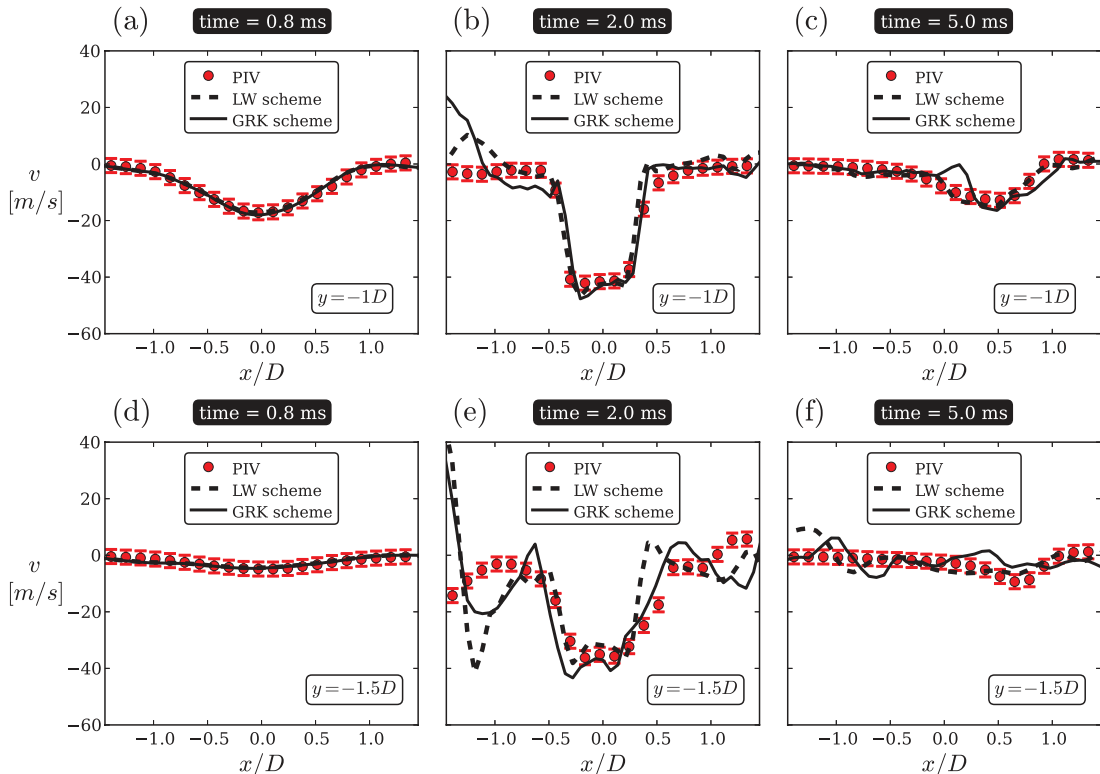 (a) time = 0.8 ms
(b) time = 2.0 ms
(c) time = 5.0 ms
40
20
0
−20
−40
−60
v
[m/s]
PIV
LW scheme
GRK scheme
y=−1D
−1.0 −0.5 0.0 0.5 1.0
x/D
PIV
LW scheme
GRK scheme
y=−1D
−1.0 −0.5 0.0 0.5 1.0
x/D
PIV
LW scheme
GRK scheme
y=−1D
−1.0 −0.5 0.0 0.5 1.0
x/D
(d) time = 0.8 ms
(e) time = 2.0 ms
(f) time = 5.0 ms
40
20
0
−20
−40
−60
v
[m/s]
PIV
LW scheme
GRK scheme
y=−1.5D
−1.0 −0.5 0.0 0.5 1.0
x/D
PIV
LW scheme
GRK scheme
y=−1.5D
−1.0 −0.5 0.0 0.5 1.0
x/D
PIV
LW scheme
GRK scheme
y=−1.5D
−1.0 −0.5 0.0 0.5 1.0
x/D